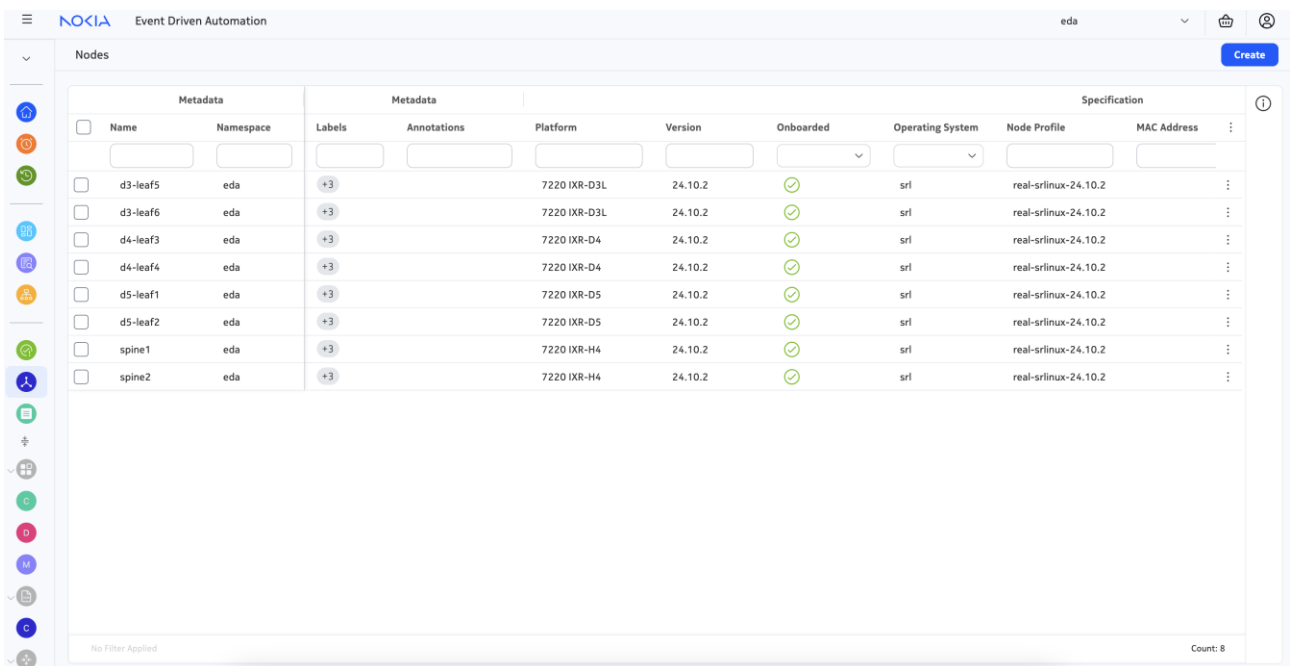 NOKIA Event Driven Automation eda
Nodes Create
Metadata Metadata Specification
Name Namespace Labels Annotations Platform Version Onboarded Operating System Node Profile MAC Address
d3-leaf5 eda +3 7220 IXR-D3L 24.10.2 srl real-srlinux-24.10.2
d3-leaf6 eda +3 7220 IXR-D3L 24.10.2 srl real-srlinux-24.10.2
d4-leaf3 eda +3 7220 IXR-D4 24.10.2 srl real-srlinux-24.10.2
d4-leaf4 eda +3 7220 IXR-D4 24.10.2 srl real-srlinux-24.10.2
d5-leaf1 eda +3 7220 IXR-D5 24.10.2 srl real-srlinux-24.10.2
d5-leaf2 eda +3 7220 IXR-D5 24.10.2 srl real-srlinux-24.10.2
spine1 eda +3 7220 IXR-H4 24.10.2 srl real-srlinux-24.10.2
spine2 eda +3 7220 IXR-H4 24.10.2 srl real-srlinux-24.10.2
C
D
M
C
No Filter Applied Count: 8